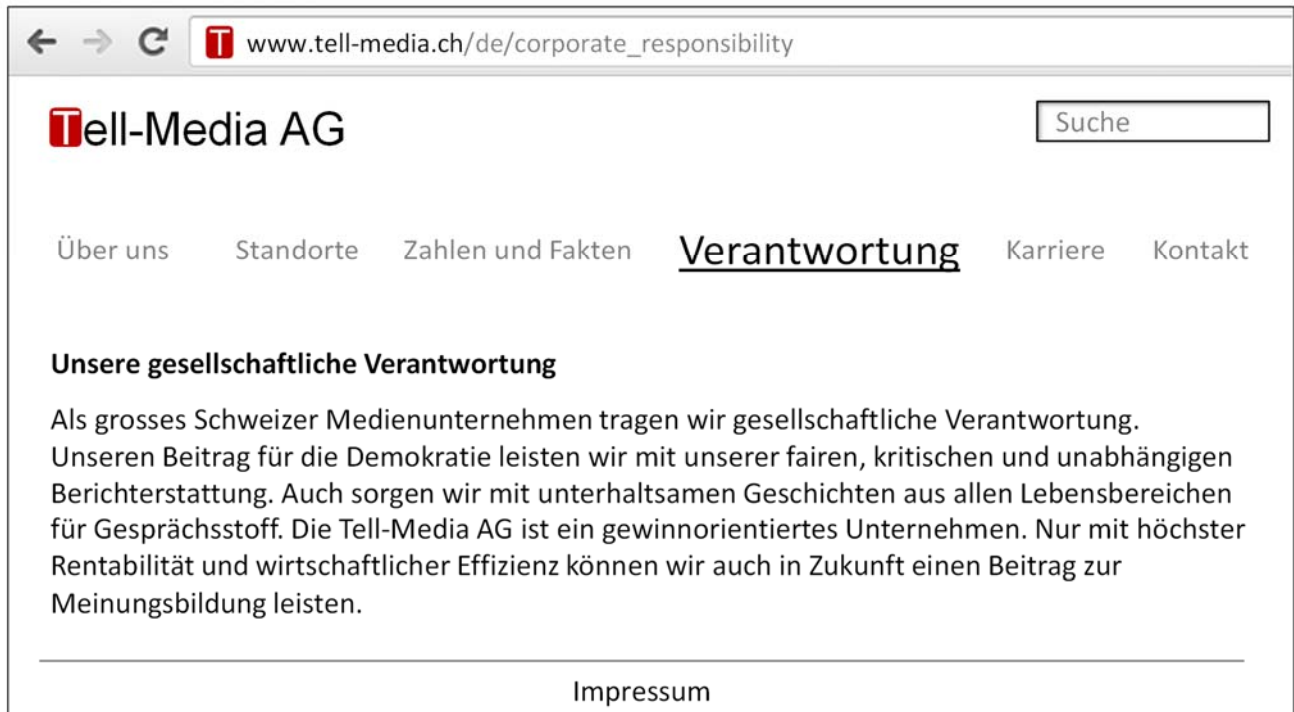 www.tell-media.ch/de/corporate_responsibility
Tell-Media AG
Suche
Über uns Standorte Zahlen und Fakten Verantwortung Karriere Kontakt
Unsere gesellschaftliche Verantwortung
Als grosses Schweizer Medienunternehmen tragen wir gesellschaftliche Verantwortung.
Unseren Beitrag für die Demokratie leisten wir mit unserer fairen, kritischen und unabhängigen
Berichterstattung. Auch sorgen wir mit unterhaltsamen Geschichten aus allen Lebensbereichen
für Gesprächsstoff. Die Tell-Media AG ist ein gewinnorientiertes Unternehmen. Nur mit höchster
Rentabilität und wirtschaftlicher Effizienz können wir auch in Zukunft einen Beitrag zur
Meinungsbildung leisten.
Impressum